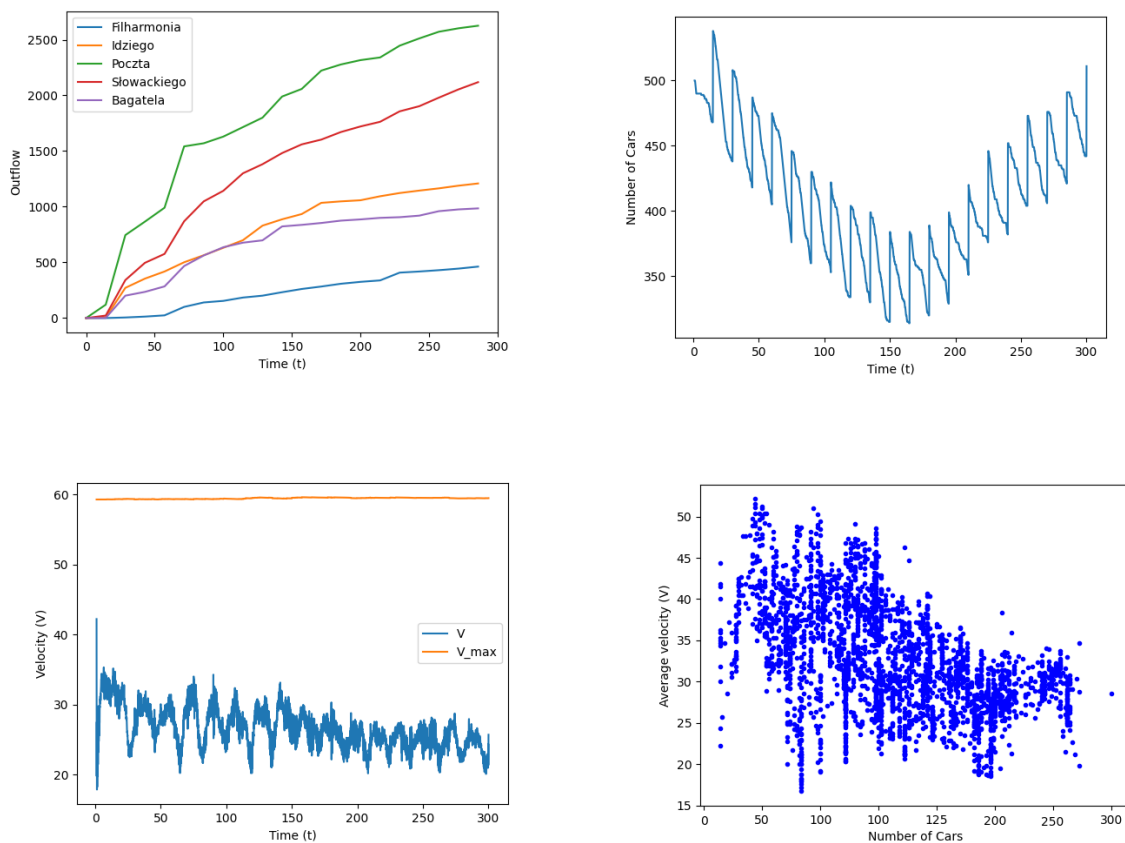 Filharmonia
Idziego
Poczta
Słowackiego
Bagatela
2500
2000
1500
1000
500
0
Outflow
0 50 100 150 200 250 300
Time (t)
500
450
400
350
Number of Cars
0 50 100 150 200 250 300
Time (t)
60
50
40
30
20
Velocity (V)
V
V_max
0 50 100 150 200 250 300
Time (t)
50
45
40
35
30
25
20
15
Average velocity (V)
0 50 100 100 125 200 300
Number of Cars